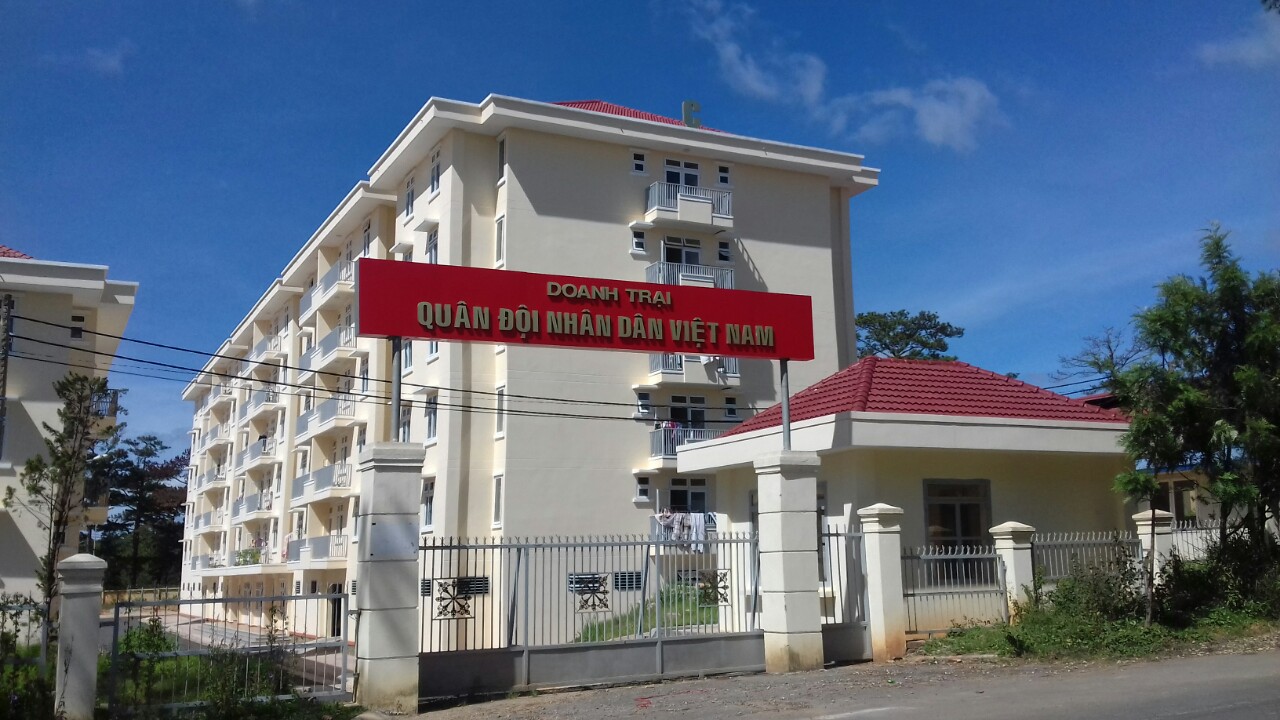 DOANH TRẠI
QUÂN ĐỘI NHÂN DÂN VIỆT NAM